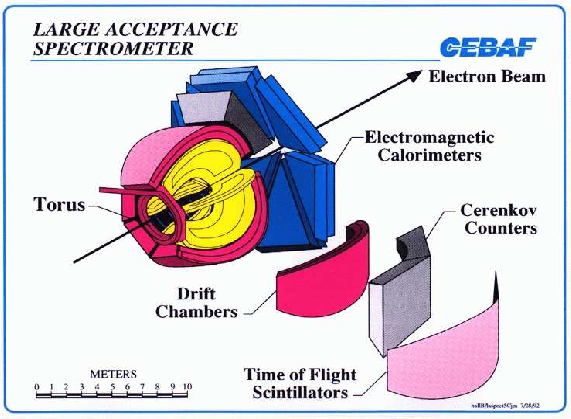 LARGE ACCEPTANCE
SPECTROMETER
CEBAF
Electron Beam
Electromagnetic
Calorimeters
Torus
Cerenkov
Counters
Drift
Chambers
Time of Flight
Scintillators
METERS
0 1 2 3 4 5 6 7 8 9 10